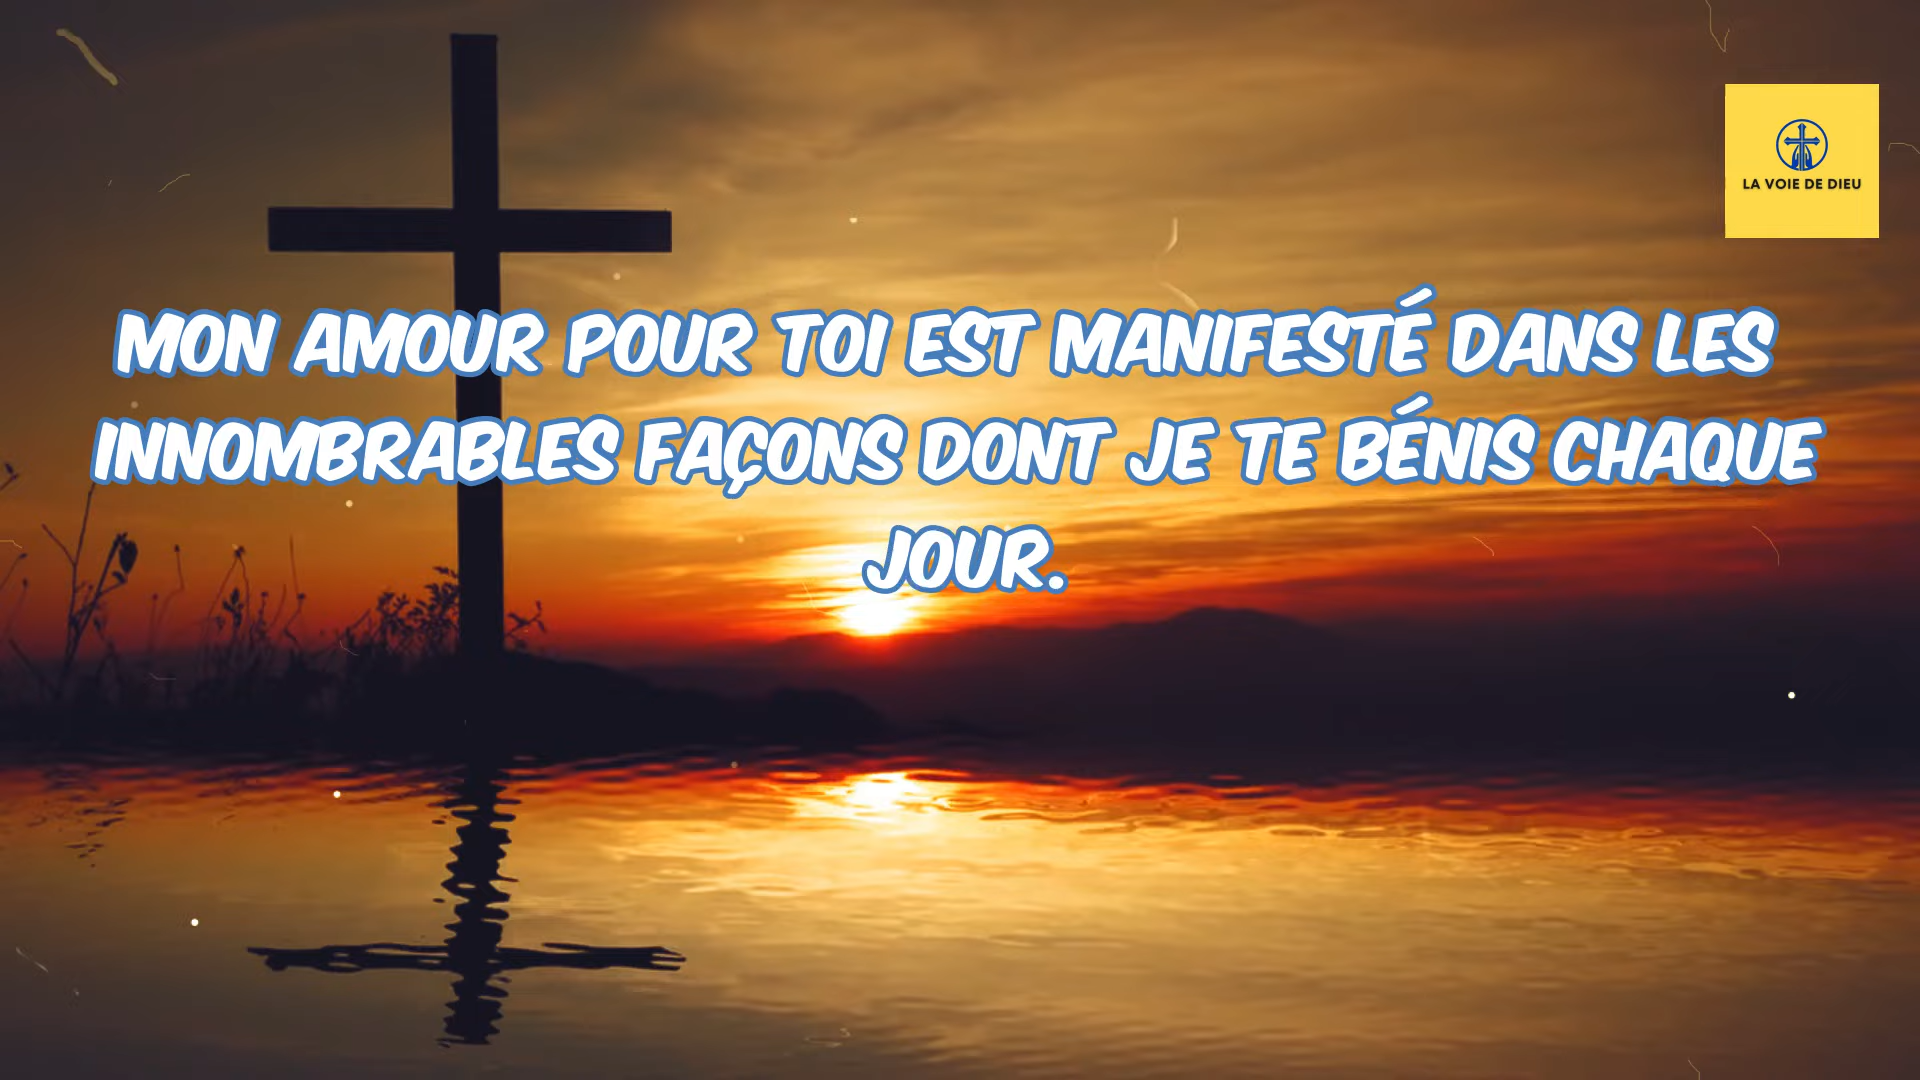 LA VOIE DE DIEU
MON AMOUR POUR TOI EST MANIFESTÉ DANS LES
INNOMBRABLES FAÇONS DONT JE TE BÉNIS CHAQUE
JOUR.